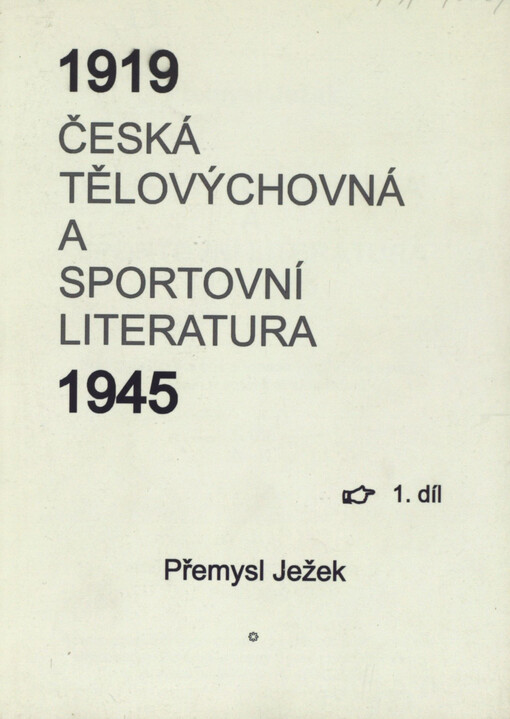 1919
ČESKÁ
TĚLOVÝCHOVNÁ
A
SPORTOVNÍ
LITERATURA
1945
1. díl
Přemysl Ježek